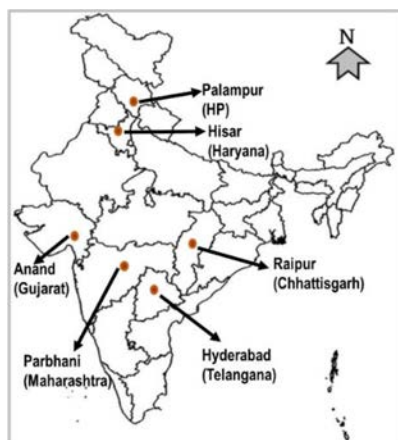 N
Palampur
(HP)
Hisar
(Haryana)
Anand
(Gujarat)
Raipur
(Chhattisgarh)
Parbhani
(Maharashtra)
Hyderabad
(Telangana)